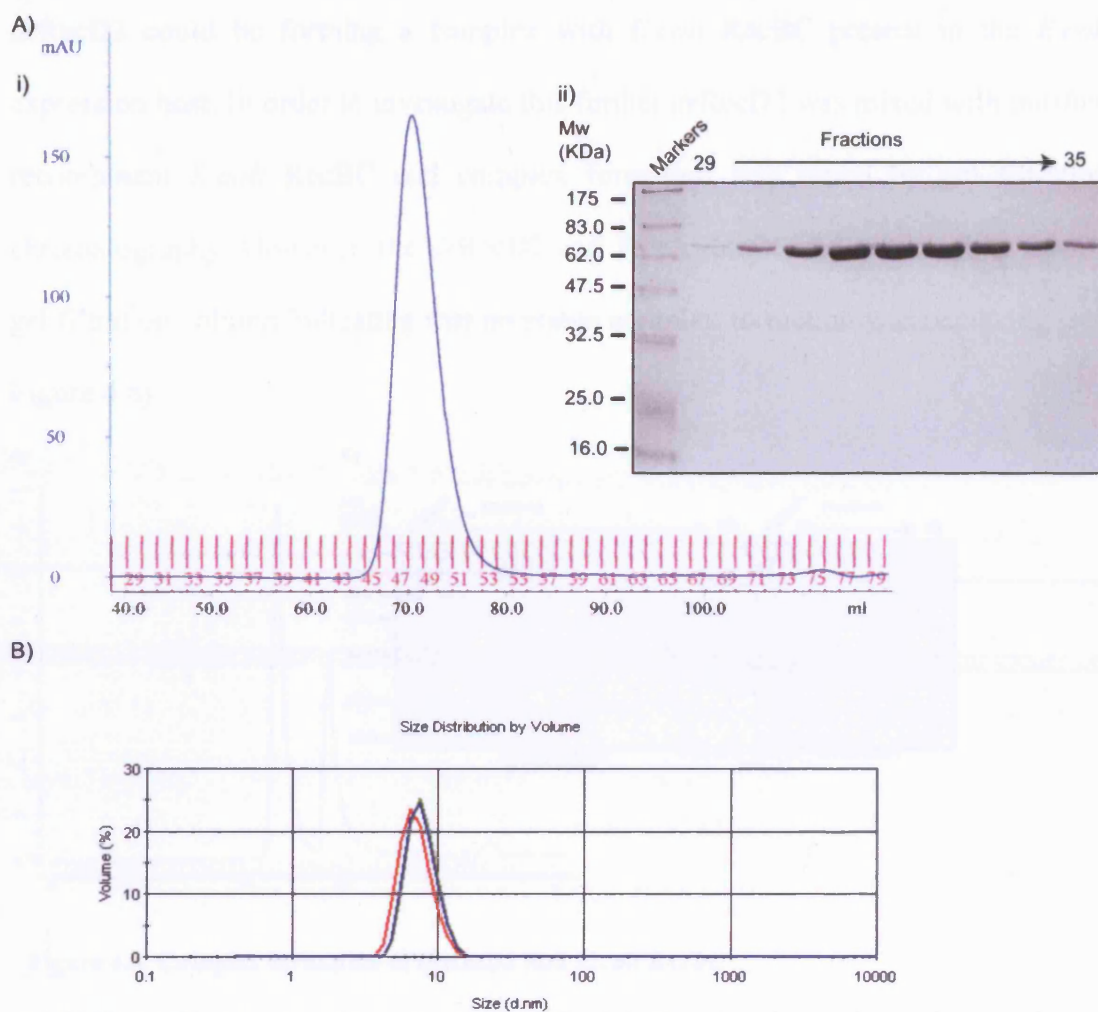 A)
mAU
i)
150
100
50
0
29 31 33 35 37 39 41 43 45 47 49 51 53 55 57 59 61 63 65 67 69 71 73 75 77 79
40.0 50.0 60.0 70.0 80.0 90.0 100.0 ml
ii)
Mw
(KDa)
Markers
Fractions
29 35
175
83.0
62.0
47.5
32.5
25.0
16.0
B)
Size Distribution by Volume
Volume (%)
30
20
10
0
0.1 1 10 100 1000 10000
Size (d.nm)